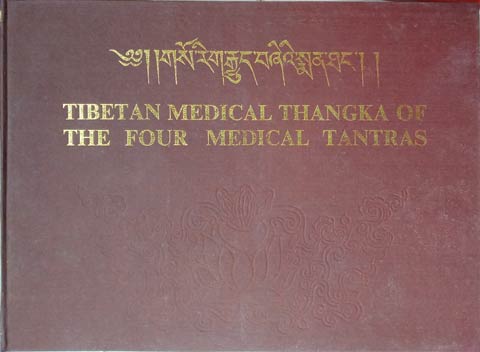 ༄༅།།གསོ་རིག་རྒྱུད་བཞིའི་སྨན་ཐང་།།
TIBETAN MEDICAL THANGKA OF
THE FOUR MEDICAL TANTRAS